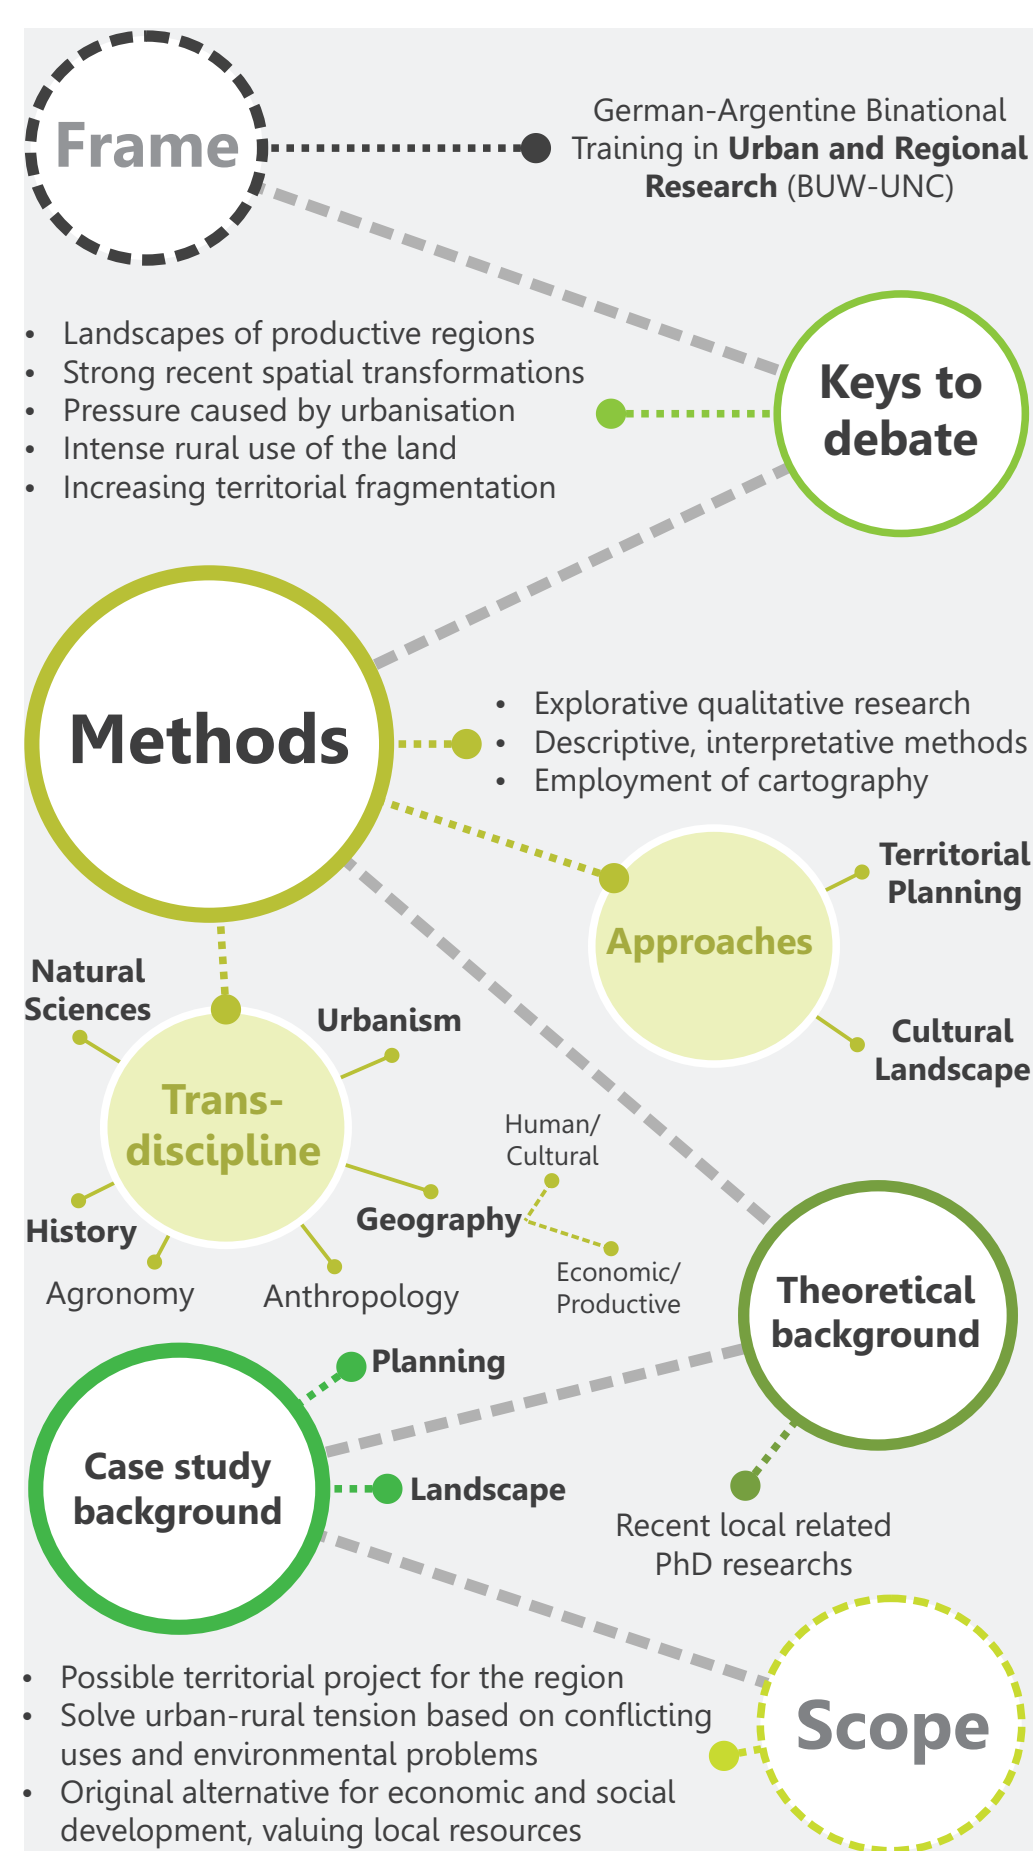 Frame
German-Argentine Binational
Training in Urban and Regional
Research (BUW-UNC)
Keys to
debate
• Landscapes of productive regions
• Strong recent spatial transformations
• Pressure caused by urbanisation
• Intense rural use of the land
• Increasing territorial fragmentation
Methods
• Explorative qualitative research
• Descriptive, interpretative methods
• Employment of cartography
Approaches
Territorial
Planning
Cultural
Landscape
Trans-
discipline
Natural
Sciences
Urbanism
History
Agronomy
Anthropology
Geography
Human/
Cultural
Economic/
Productive
Theoretical
background
Recent local related
PhD researchs
Case study
background
Planning
Landscape
Scope
• Possible territorial project for the region
• Solve urban-rural tension based on conflicting
uses and environmental problems
• Original alternative for economic and social
development, valuing local resources